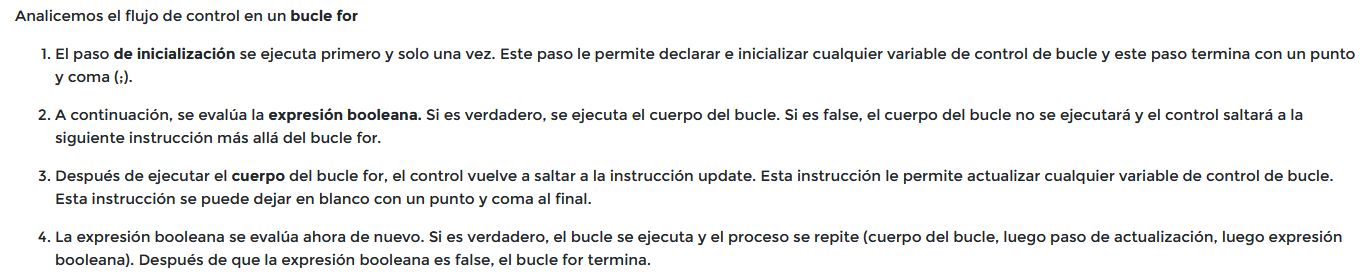 Analicemos el flujo de control en un bucle for
1. El paso de inicialización se ejecuta primero y solo una vez. Este paso le permite declarar e inicializar cualquier variable de control de bucle y este paso termina con un punto
y coma (;).
2. A continuación, se evalúa la expresión booleana. Si es verdadero, se ejecuta el cuerpo del bucle. Si es false, el cuerpo del bucle no se ejecutará y el control saltará a la
siguiente instrucción más allá del bucle for.
3. Después de ejecutar el cuerpo del bucle for, el control vuelve a saltar a la instrucción update. Esta instrucción le permite actualizar cualquier variable de control de bucle.
Esta instrucción se puede dejar en blanco con un punto y coma al final.
4. La expresión booleana se evalúa ahora de nuevo. Si es verdadero, el bucle se ejecuta y el proceso se repite (cuerpo del bucle, luego paso de actualización, luego expresión
booleana). Después de que la expresión booleana es false, el bucle for termina.